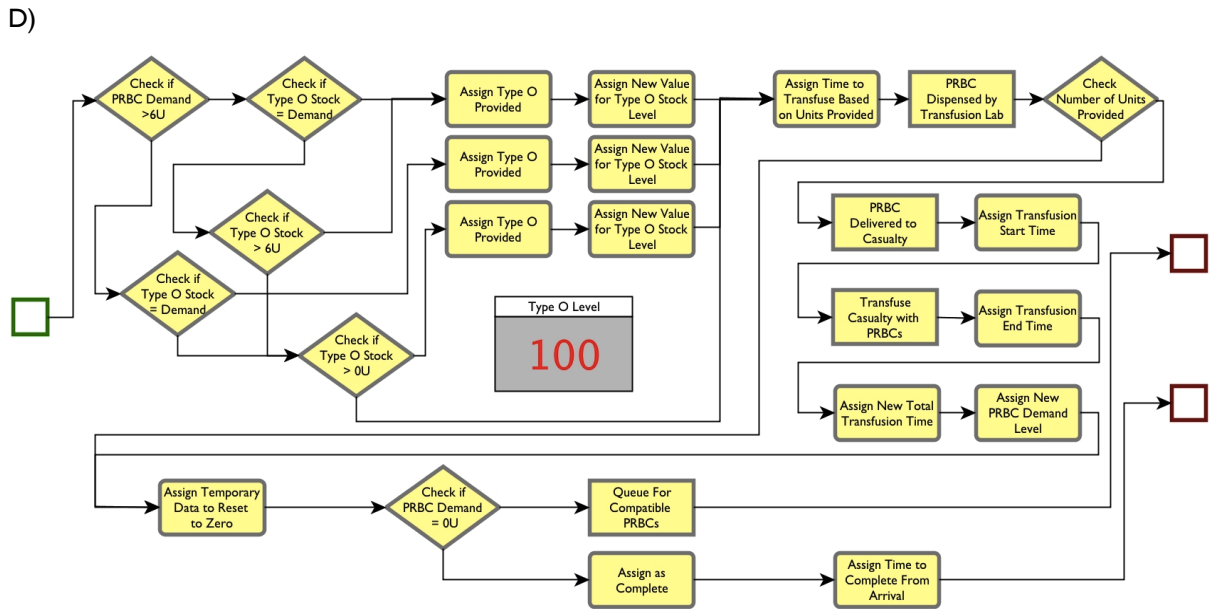 D)
Check if
PRBC Demand
>6U
Check if
Type O Stock
= Demand
Assign Type O
Provided
Assign New Value
for Type O Stock
Level
Assign Time to
Transfuse Based
on Units Provided
PRBC
Dispensed by
Transfusion Lab
Check
Number of Units
Provided
Assign Type O
Provided
Assign New Value
for Type O Stock
Level
Check if
Type O Stock
> 6U
Assign Type O
Provided
Assign New Value
for Type O Stock
Level
PRBC
Delivered to
Casualty
Assign Transfusion
Start Time
Check if
Type O Stock
= Demand
Type O Level
100
Transfuse
Casualty with
PRBCs
Assign Transfusion
End Time
Check if
Type O Stock
> 0U
Assign New Total
Transfusion Time
Assign New
PRBC Demand
Level
Assign Temporary
Data to Reset
to Zero
Check if
PRBC Demand
= 0U
Queue For
Compatible
PRBCs
Assign as
Complete
Assign Time to
Complete From
Arrival